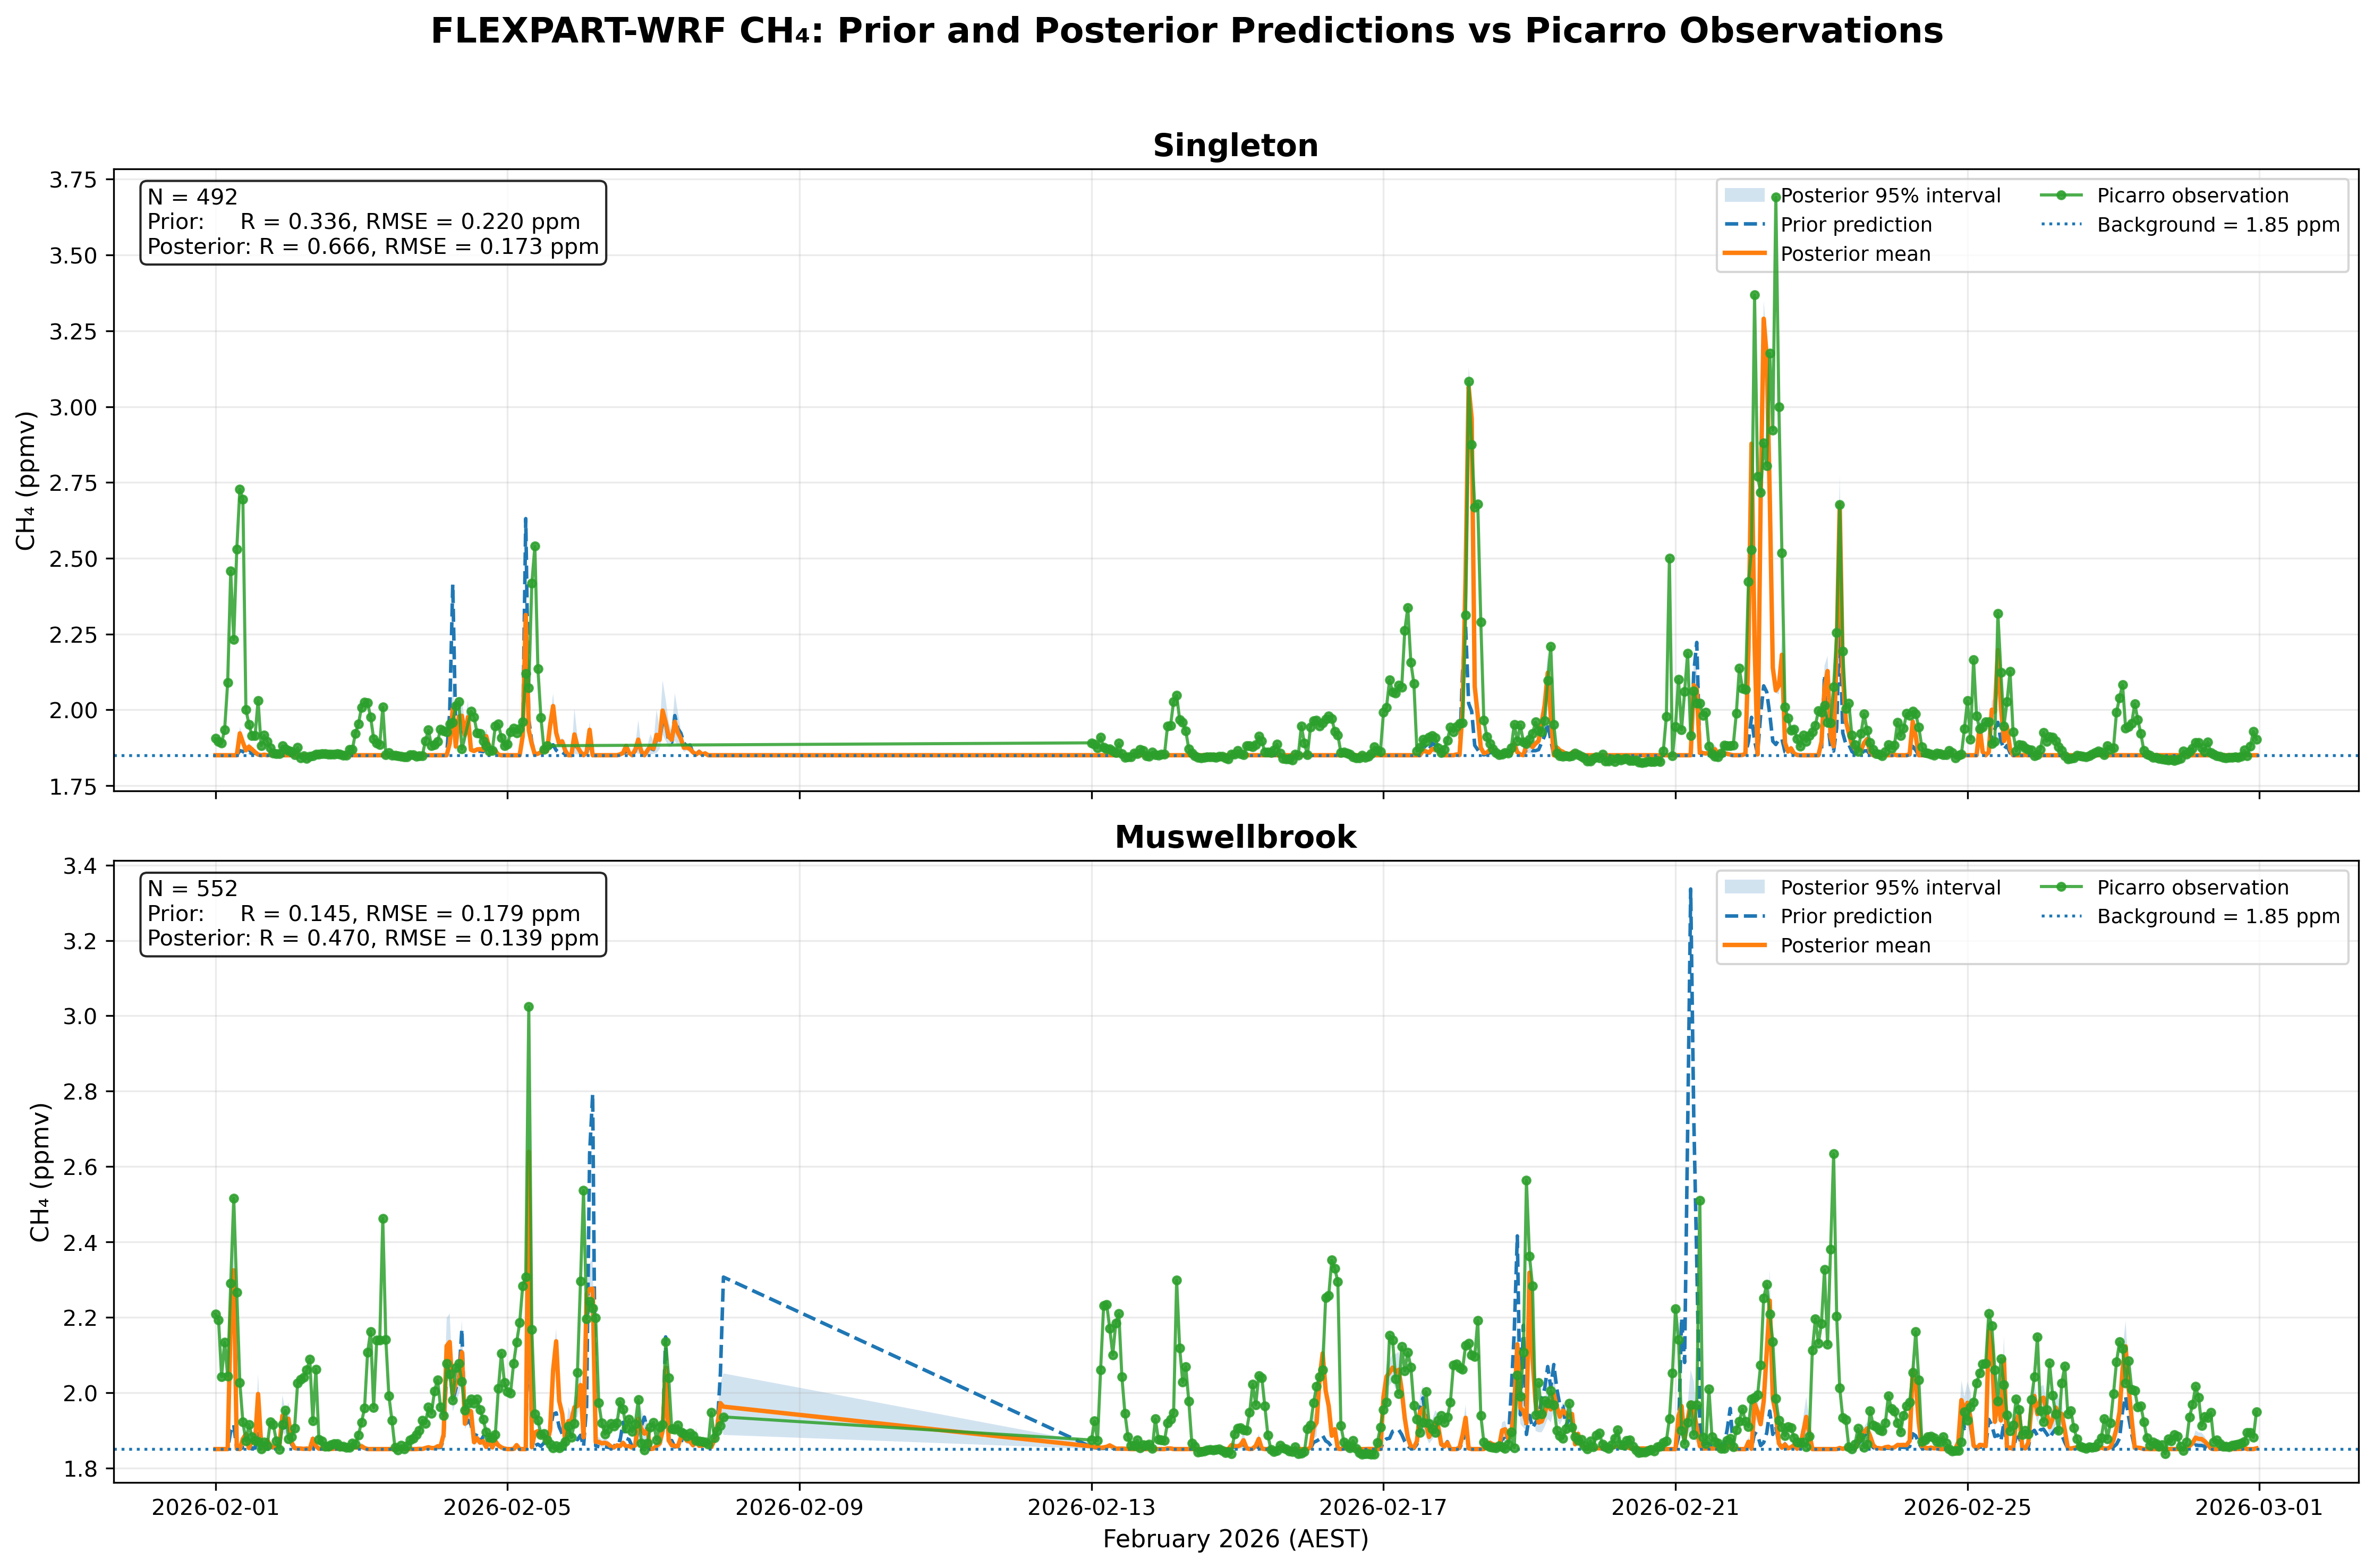 FLEXPART-WRF CH₄: Prior and Posterior Predictions vs Picarro Observations
Singleton
N = 492
Prior: R = 0.336, RMSE = 0.220 ppm
Posterior: R = 0.666, RMSE = 0.173 ppm
Posterior 95% interval
Prior prediction
Posterior mean
Picarro observation
Background = 1.85 ppm
CH₄ (ppmv)
3.75
3.50
3.25
3.00
2.75
2.50
2.25
2.00
1.75
Muswellbrook
N = 552
Prior: R = 0.145, RMSE = 0.179 ppm
Posterior: R = 0.470, RMSE = 0.139 ppm
Posterior 95% interval
Prior prediction
Posterior mean
Picarro observation
Background = 1.85 ppm
CH₄ (ppmv)
3.4
3.2
3.0
2.8
2.6
2.4
2.2
2.0
1.8
2026-02-01 2026-02-05 2026-02-09 2026-02-13 2026-02-17 2026-02-21 2026-02-25 2026-03-01
February 2026 (AEST)